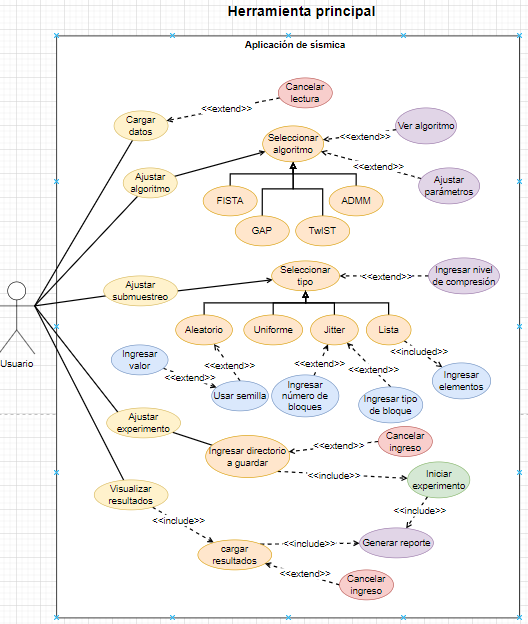 Herramienta principal
Aplicación de sísmica
Cancelar
lectura
<<extend>>
Cargar
datos
Ver algoritmo
<<extend>>
Seleccionar
algoritmo
<<extend>>
Ajustar
algoritmo
Ajustar
parámetros
FISTA
ADMM
GAP
TwIST
Seleccionar
tipo
<<extend>>
Ingresar nivel
de compresión
Ajustar
submuestreo
Aleatorio
Uniforme
Jitter
Lista
Usuario
Ingresar
valor
<<extend>>
<<extend>>
<<extend>>
<<extend>>
<<included>>
Usar semilla
Ingresar
número de
bloques
Ingresar tipo
de bloque
Ingresar
elementos
Ajustar
experimento
Cancelar
ingreso
<<extend>>
Ingresar directorio
a guardar
<<include>>
Iniciar
experimento
Visualizar
resultados
<<include>>
<<include>>
cargar
resultados
<<include>>
Generar reporte
<<extend>>
Cancelar
ingreso